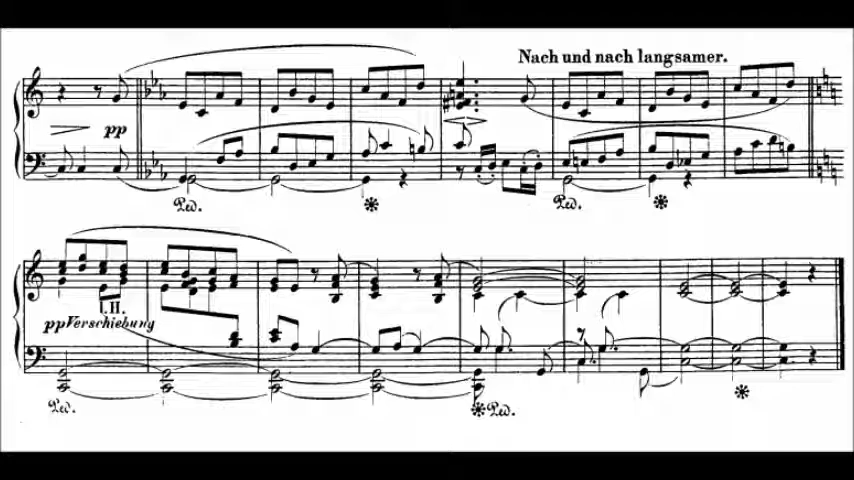 Nach und nach langsamer.
pp
Ped.
Ped.
I.II.
pp Verschiebung
Ped.
Ped.